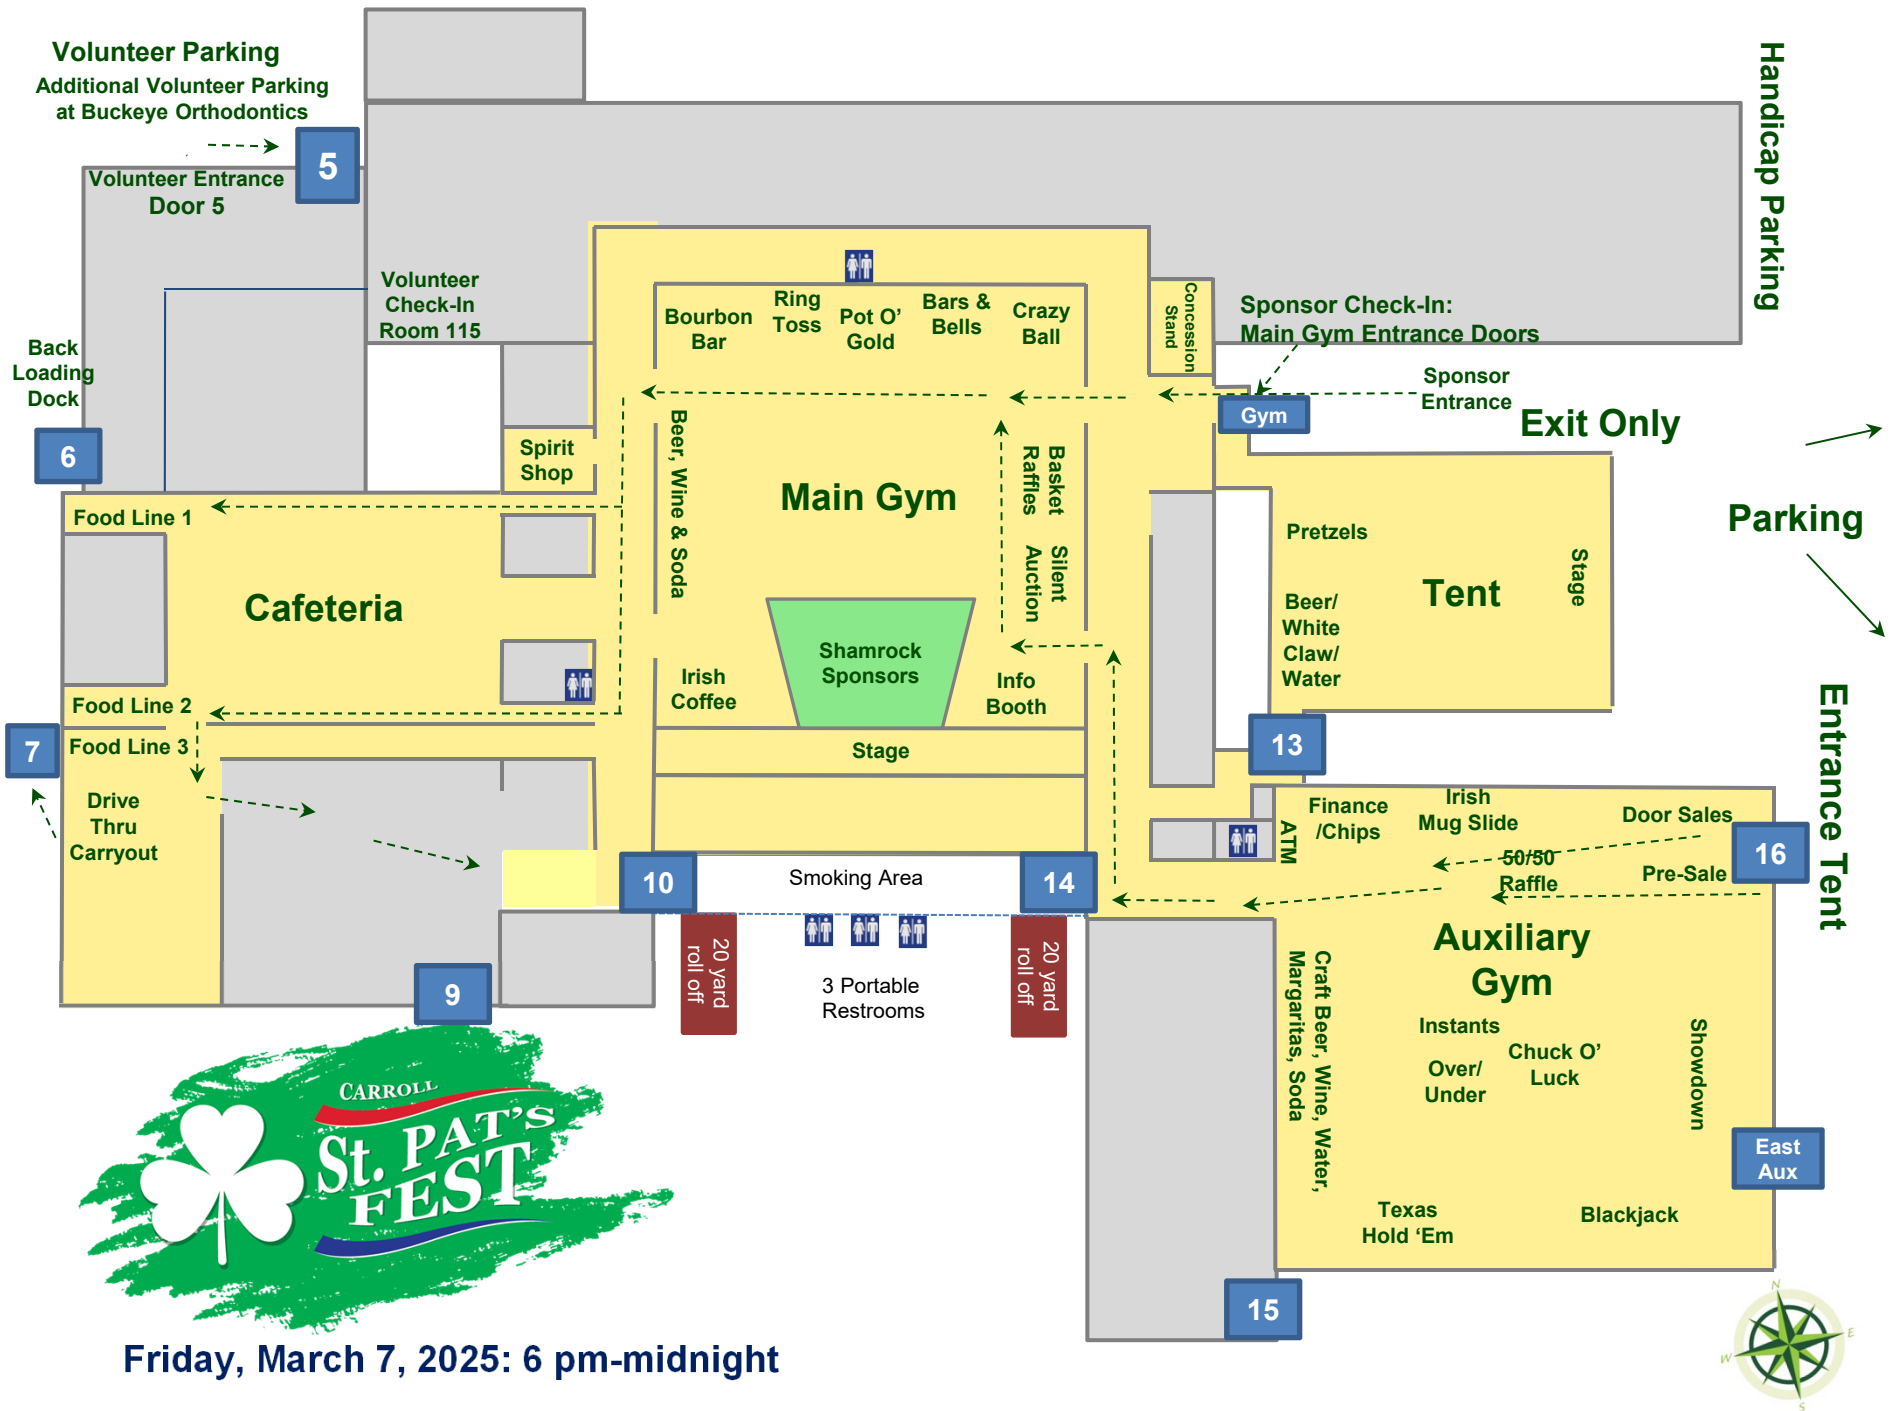 Volunteer Parking
Additional Volunteer Parking
at Buckeye Orthodontics
5
Volunteer Entrance
Door 5
Handicap Parking
Volunteer
Check-In
Room 115
Back
Loading
Dock
6
Bourbon
Bar
Ring
Toss
Pot O’
Gold
Bars &
Bells
Crazy
Ball
Concession
Stand
Sponsor Check-In:
Main Gym Entrance Doors
Sponsor
Entrance
Gym
Exit Only
Parking
Spirit
Shop
Beer, Wine & Soda
Main Gym
Basket
Raffles
Silent
Auction
Food Line 1
Cafeteria
Food Line 2
Food Line 3
7
Drive
Thru
Carryout
Shamrock
Sponsors
Irish
Coffee
Info
Booth
Stage
Pretzels
Beer/
White
Claw/
Water
Tent
Stage
13
Entrance Tent
Finance
/Chips
Irish
Mug Slide
Door Sales
ATM
50/50
Raffle
Pre-Sale
16
10
Smoking Area
14
20 yard
roll off
3 Portable
Restrooms
20 yard
roll off
9
Auxiliary
Gym
Craft Beer, Wine, Water,
Margaritas, Soda
Instants
Over/
Under
Chuck O’
Luck
Showdown
East
Aux
Texas
Hold ‘Em
Blackjack
15
CARROLL
St. PAT’S
FEST
Friday, March 7, 2025: 6 pm-midnight
N
E
W
S